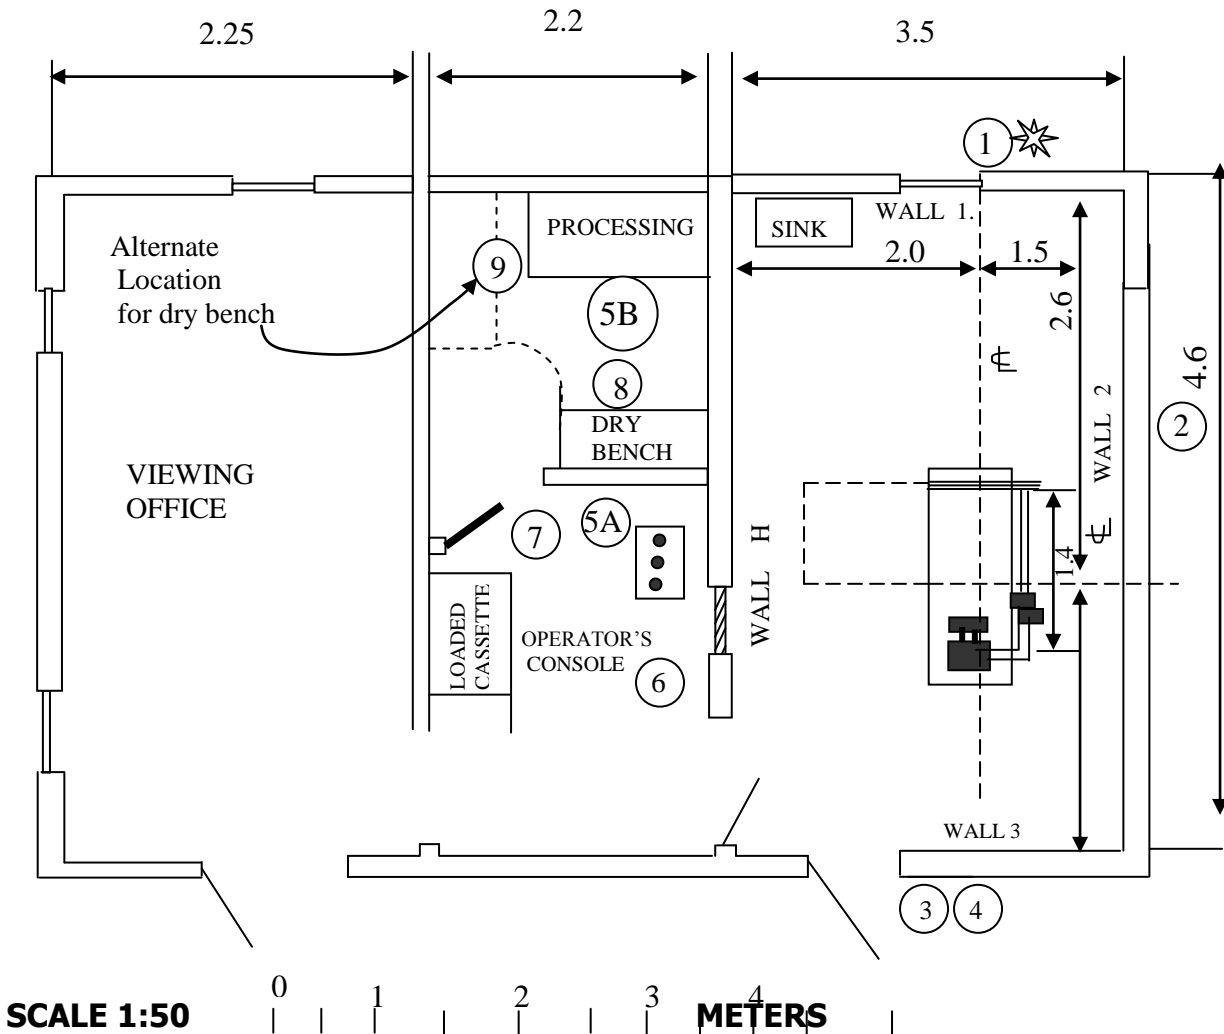 2.25
2.2
3.5
1
PROCESSING
SINK
WALL 1.
Alternate
Location
for dry bench
9
2.0
1.5
2.6
5B
4.6
8
2
DRY
BENCH
WALL 2
VIEWING
OFFICE
7
5A
WALL H
1.4
LOADED
CASSETTE
OPERATOR'S
CONSOLE
6
WALL 3
3
4
0
1
2
3
4
SCALE 1:50
METERS